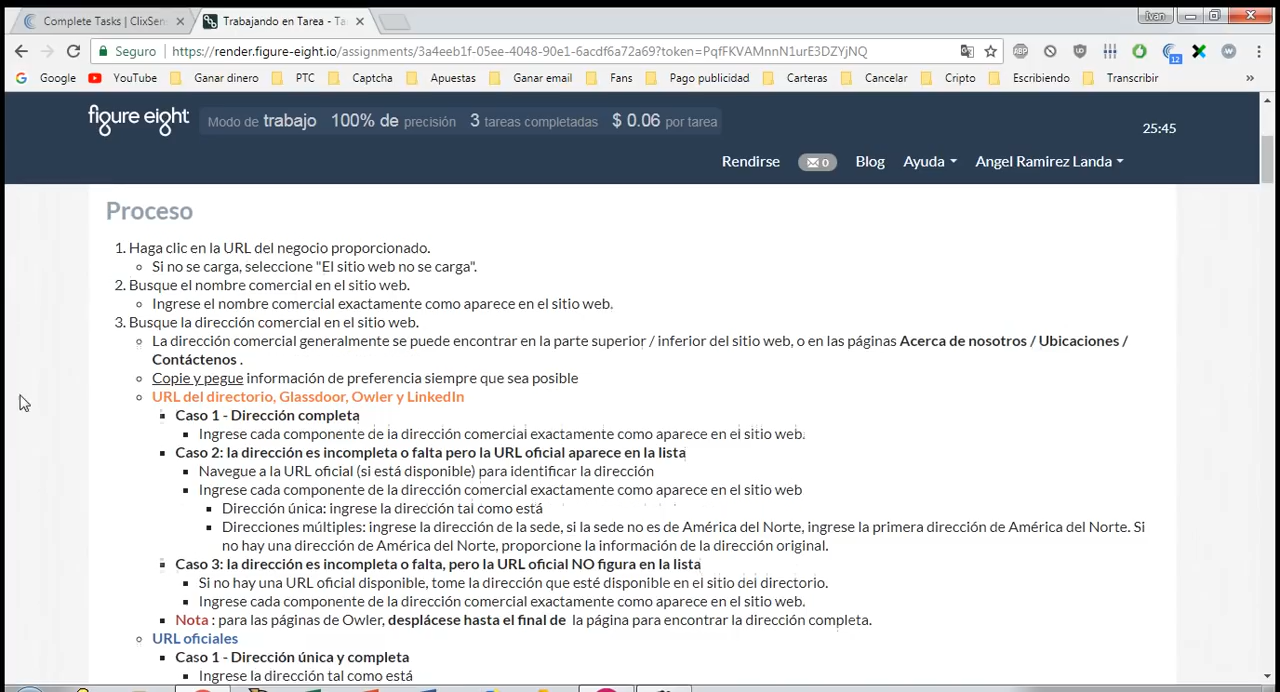 Complete Tasks | ClixSen
Trabajando en Tarea - Ta
Ivan
Seguro
https://render.figure-eight.io/assignments/3a4eeb1f-05ee-4048-90e1-6acdf6a72a69?token=PqfFKVAMnnN1urE3DZYjNQ
ABP
12
Google YouTube Ganar dinero PTC Captcha Apuestas Ganar email Fans Pago publicidad Carteras Cancelar Cripto Escribiendo Transcribir »
figure eight
Modo de trabajo 100% de precisión 3 tareas completadas $ 0.06 por tarea
25:45
Rendirse 0 Blog Ayuda Angel Ramirez Landa
Proceso
1. Haga clic en la URL del negocio proporcionado.
Si no se carga, seleccione "El sitio web no se carga".
2. Busque el nombre comercial en el sitio web.
Ingrese el nombre comercial exactamente como aparece en el sitio web.
3. Busque la dirección comercial en el sitio web.
La dirección comercial generalmente se puede encontrar en la parte superior / inferior del sitio web, o en las páginas Acerca de nosotros / Ubicaciones /
Contáctenos .
Copie y pegue información de preferencia siempre que sea posible
URL del directorio, Glassdoor, Owler y LinkedIn
Caso 1 - Dirección completa
Ingrese cada componente de la dirección comercial exactamente como aparece en el sitio web.
Caso 2: la dirección es incompleta o falta pero la URL oficial aparece en la lista
Navegue a la URL oficial (si está disponible) para identificar la dirección
Ingrese cada componente de la dirección comercial exactamente como aparece en el sitio web
Dirección única: ingrese la dirección tal como está
Direcciones múltiples: ingrese la dirección de la sede, si la sede no es de América del Norte, ingrese la primera dirección de América del Norte. Si
no hay una dirección de América del Norte, proporcione la información de la dirección original.
Caso 3: la dirección es incompleta o falta, pero la URL oficial NO figura en la lista
Si no hay una URL oficial disponible, tome la dirección que esté disponible en el sitio del directorio.
Ingrese cada componente de la dirección comercial exactamente como aparece en el sitio web.
Nota : para las páginas de Owler, desplácese hasta el final de la página para encontrar la dirección completa.
URL oficiales
Caso 1 - Dirección única y completa
Ingrese la dirección tal como está